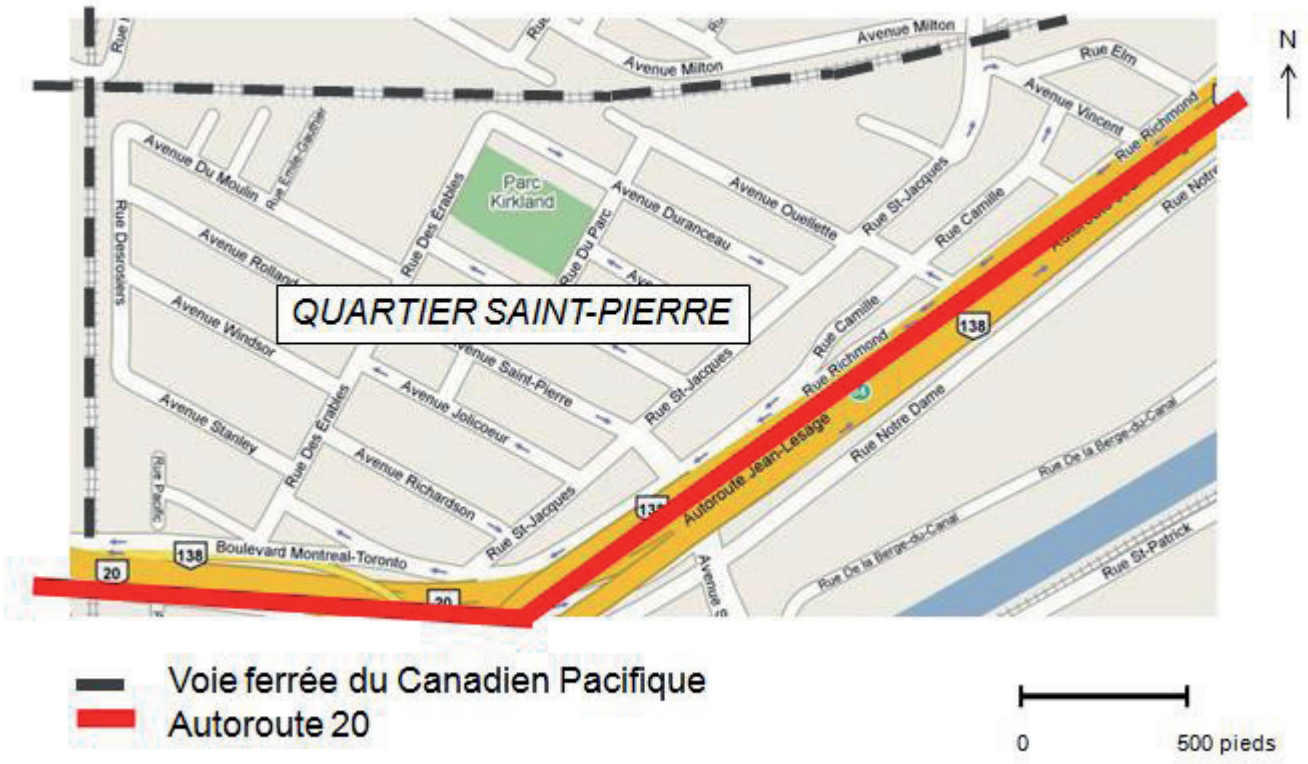 Rue
Avenue Milton
Avenue Milton
N
Rue Elm
Avenue Vincent
Rue Richmond
Rue Emile-Gauthier
Avenue Du Moulin
Parc
Kirkland
Rue Des Érables
Rue Du Parc
Avenue Duranceau
Avenue Ouellette
Rue St-Jacques
Rue Camille
Rue Notre
Rue Desrosiers
Avenue Rolland
Avenue Windsor
QUARTIER SAINT-PIERRE
138
Rue Camille
Rue Richmond
venue Saint-Pierre
Rue St-Jacques
Avenue Jolicoeur
Avenue Stanley
Rue Des Érables
Avenue Richardson
Rue St-Jacques
Autoroute Jean-Lesage
Rue Notre Dame
Rue De la Berge-du-Canal
Rue De la Berge-du-Canal
Rue St-Patrick
Rue Pacific
138
Boulevard Montreal-Toronto
20
20
Avenue S
Voie ferrée du Canadien Pacifique
Autoroute 20
0 500 pieds